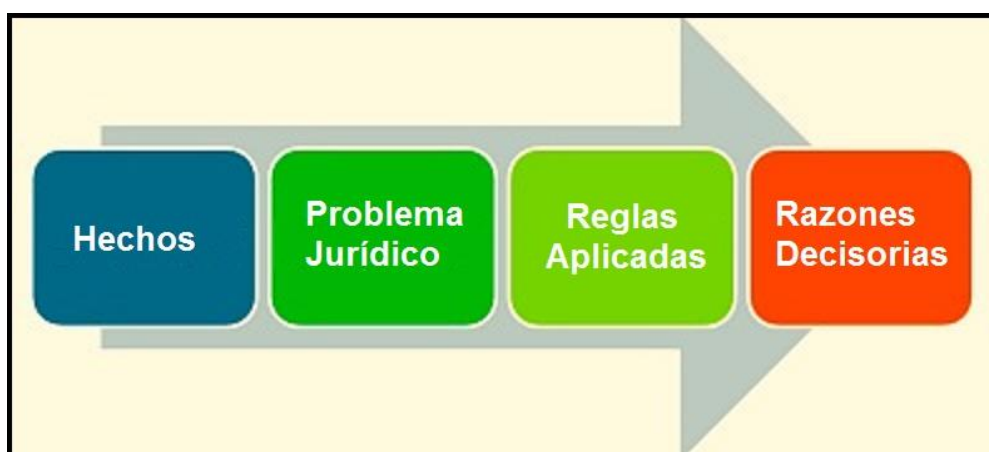 Hechos
Problema
Jurídico
Reglas
Aplicadas
Razones
Decisorias